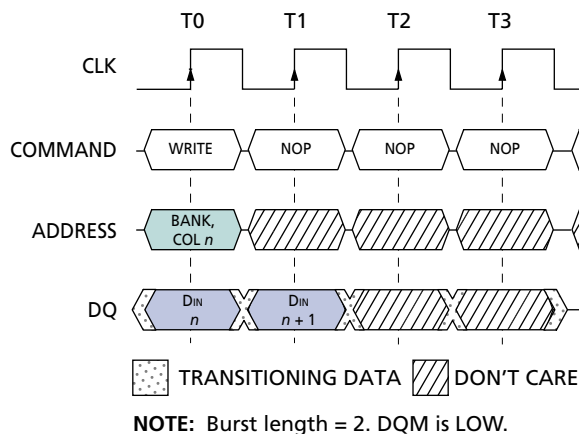 T0 T1 T2 T3
CLK
COMMAND WRITE NOP NOP NOP
ADDRESS BANK, COL n
DQ DIN n DIN n + 1
TRANSITIONING DATA DON'T CARE
NOTE: Burst length = 2. DQM is LOW.